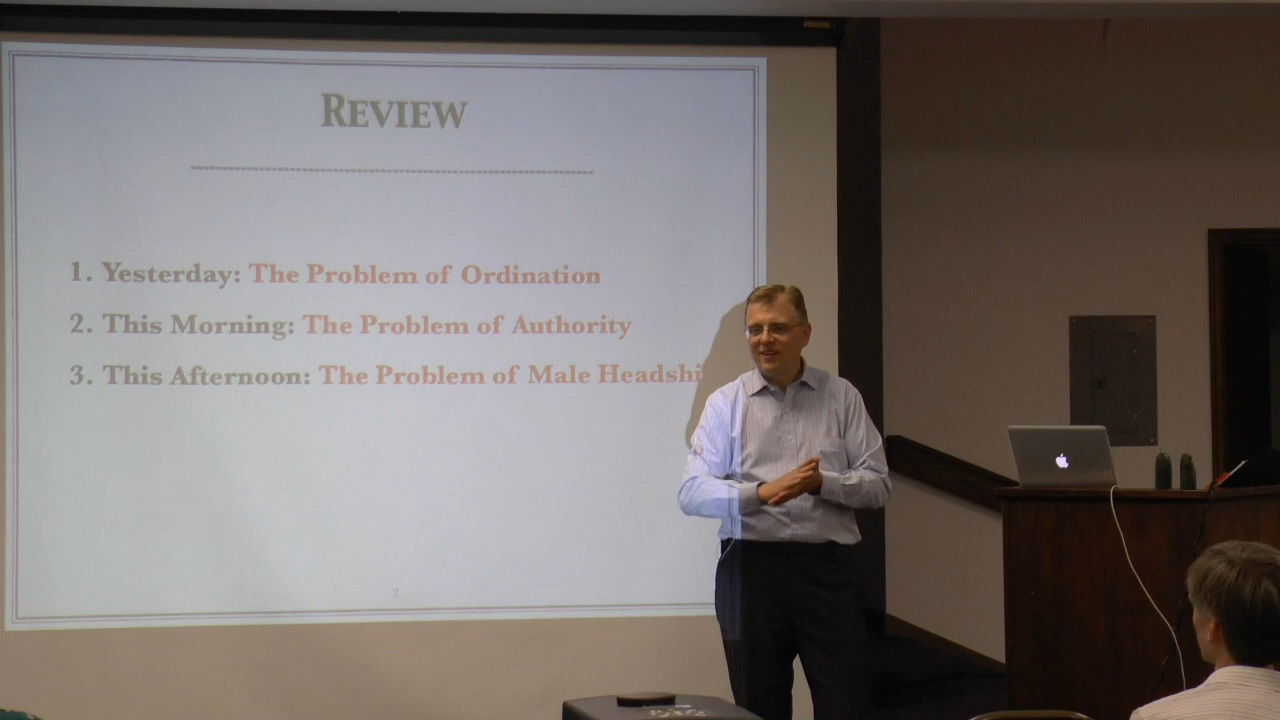 REVIEW
1. Yesterday: The Problem of Ordination
2. This Morning: The Problem of Authority
3. This Afternoon: The Problem of Male Headshi